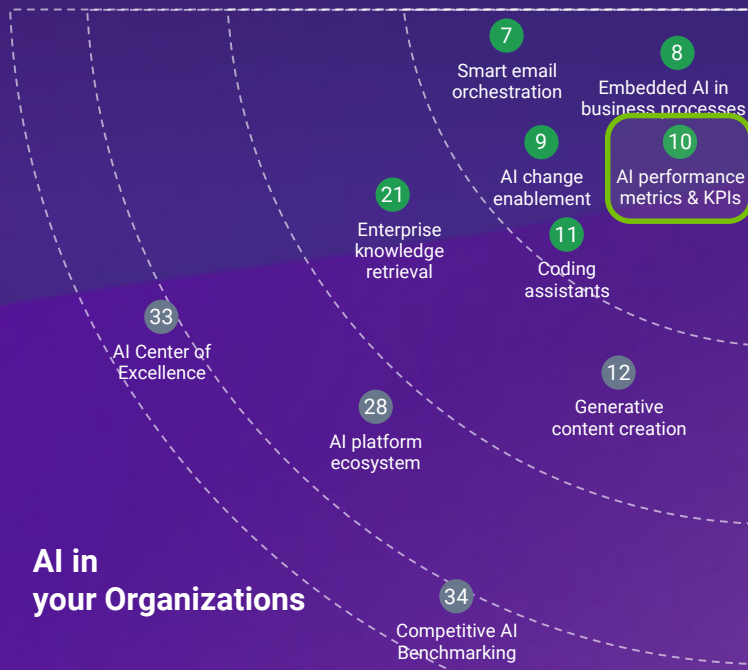 7
Smart email
orchestration
8
Embedded AI in
business processes
9
AI change
enablement
10
AI performance
metrics & KPIs
21
Enterprise
knowledge
retrieval
11
Coding
assistants
33
AI Center of
Excellence
12
Generative
content creation
28
AI platform
ecosystem
AI in
your Organizations
34
Competitive AI
Benchmarking